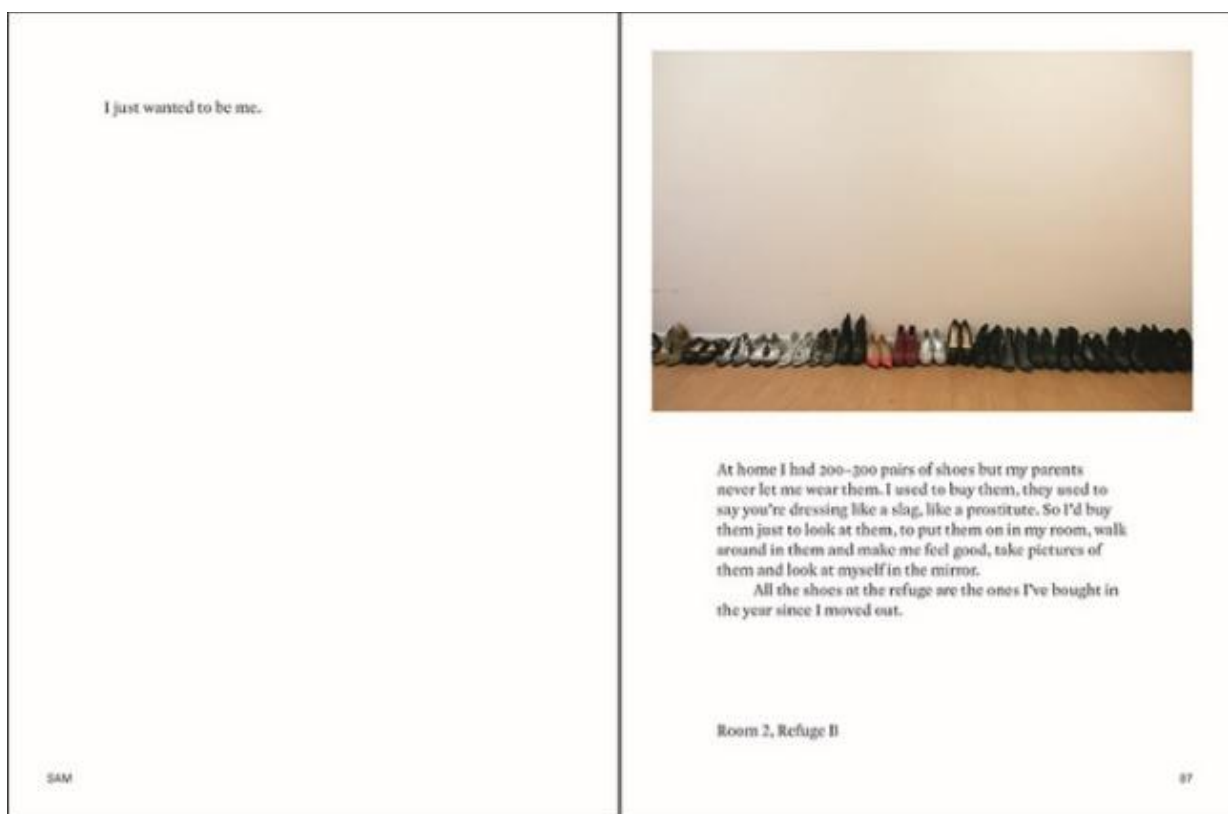 I just wanted to be me.
SAM
At home I had 200–300 pairs of shoes but my parents
never let me wear them. I used to buy them, they used to
say you're dressing like a slag, like a prostitute. So I'd buy
them just to look at them, to put them on in my room, walk
around in them and make me feel good, take pictures of
them and look at myself in the mirror.
All the shoes at the refuge are the ones I've bought in
the year since I moved out.
Room 2, Refuge B
87